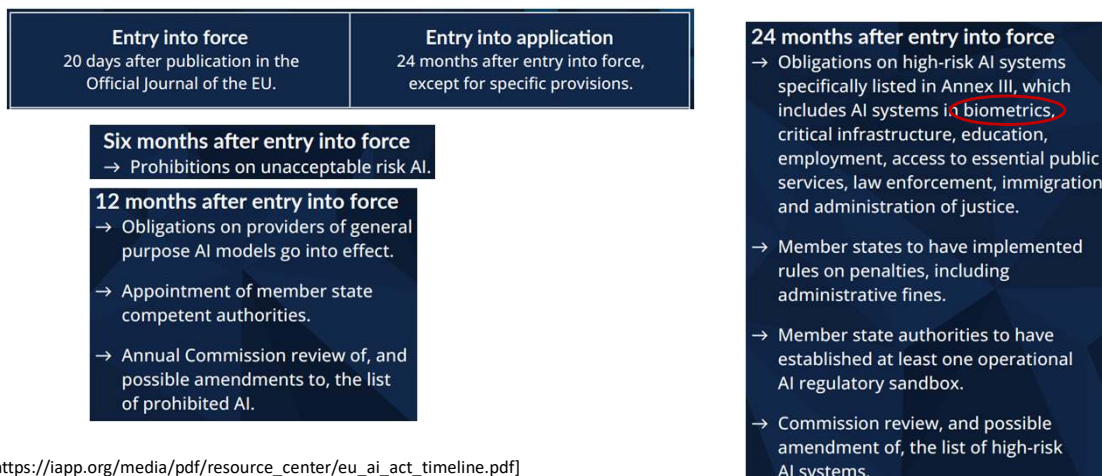 Entry into force
20 days after publication in the
Official Journal of the EU.
Entry into application
24 months after entry into force,
except for specific provisions.
Six months after entry into force
→ Prohibitions on unacceptable risk AI.
12 months after entry into force
→ Obligations on providers of general
purpose AI models go into effect.
→ Appointment of member state
competent authorities.
→ Annual Commission review of, and
possible amendments to, the list
of prohibited AI.
24 months after entry into force
→ Obligations on high-risk AI systems
specifically listed in Annex III, which
includes AI systems in biometrics,
critical infrastructure, education,
employment, access to essential public
services, law enforcement, immigration
and administration of justice.
→ Member states to have implemented
rules on penalties, including
administrative fines.
→ Member state authorities to have
established at least one operational
AI regulatory sandbox.
→ Commission review, and possible
amendment of, the list of high-risk
AI systems.
ttps://iapp.org/media/pdf/resource_center/eu_ai_act_timeline.pdf]